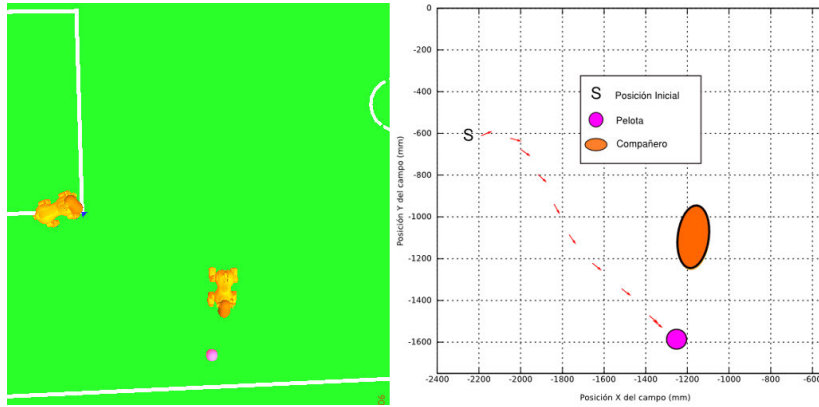 06
0
-200
-400
-600
-800
-1000
-1200
-1400
-1600
Posición Y del campo (mm)
S Posición Inicial
Pelota
Compañero
S
-2400 -2200 -2000 -1800 -1600 -1400 -1200 -1000 -800 -600
Posición X del campo (mm)